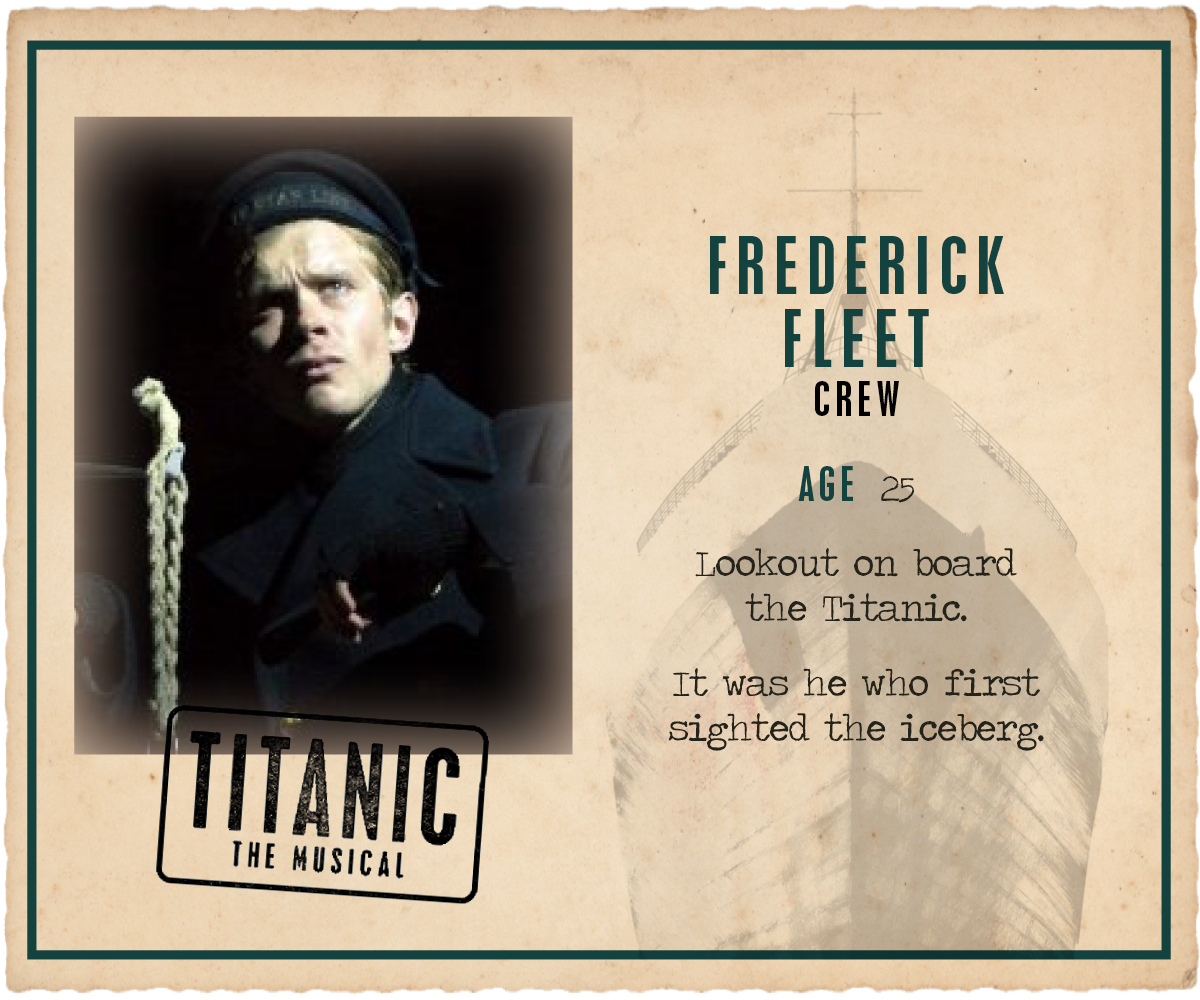 FREDERICK
FLEET
CREW
AGE 25
Lookout on board
the Titanic.
It was he who first
sighted the iceberg.
TITANIC
THE MUSICAL